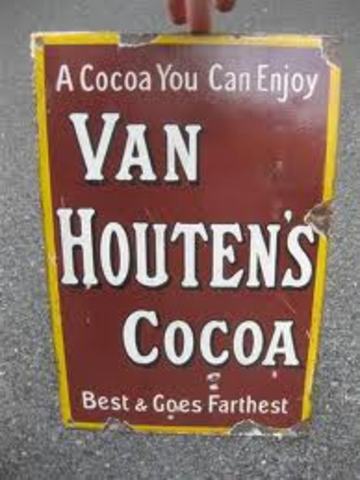 A Cocoa You Can Enjoy
VAN
HOUTEN'S
COCOA
Best & Goes Farthest